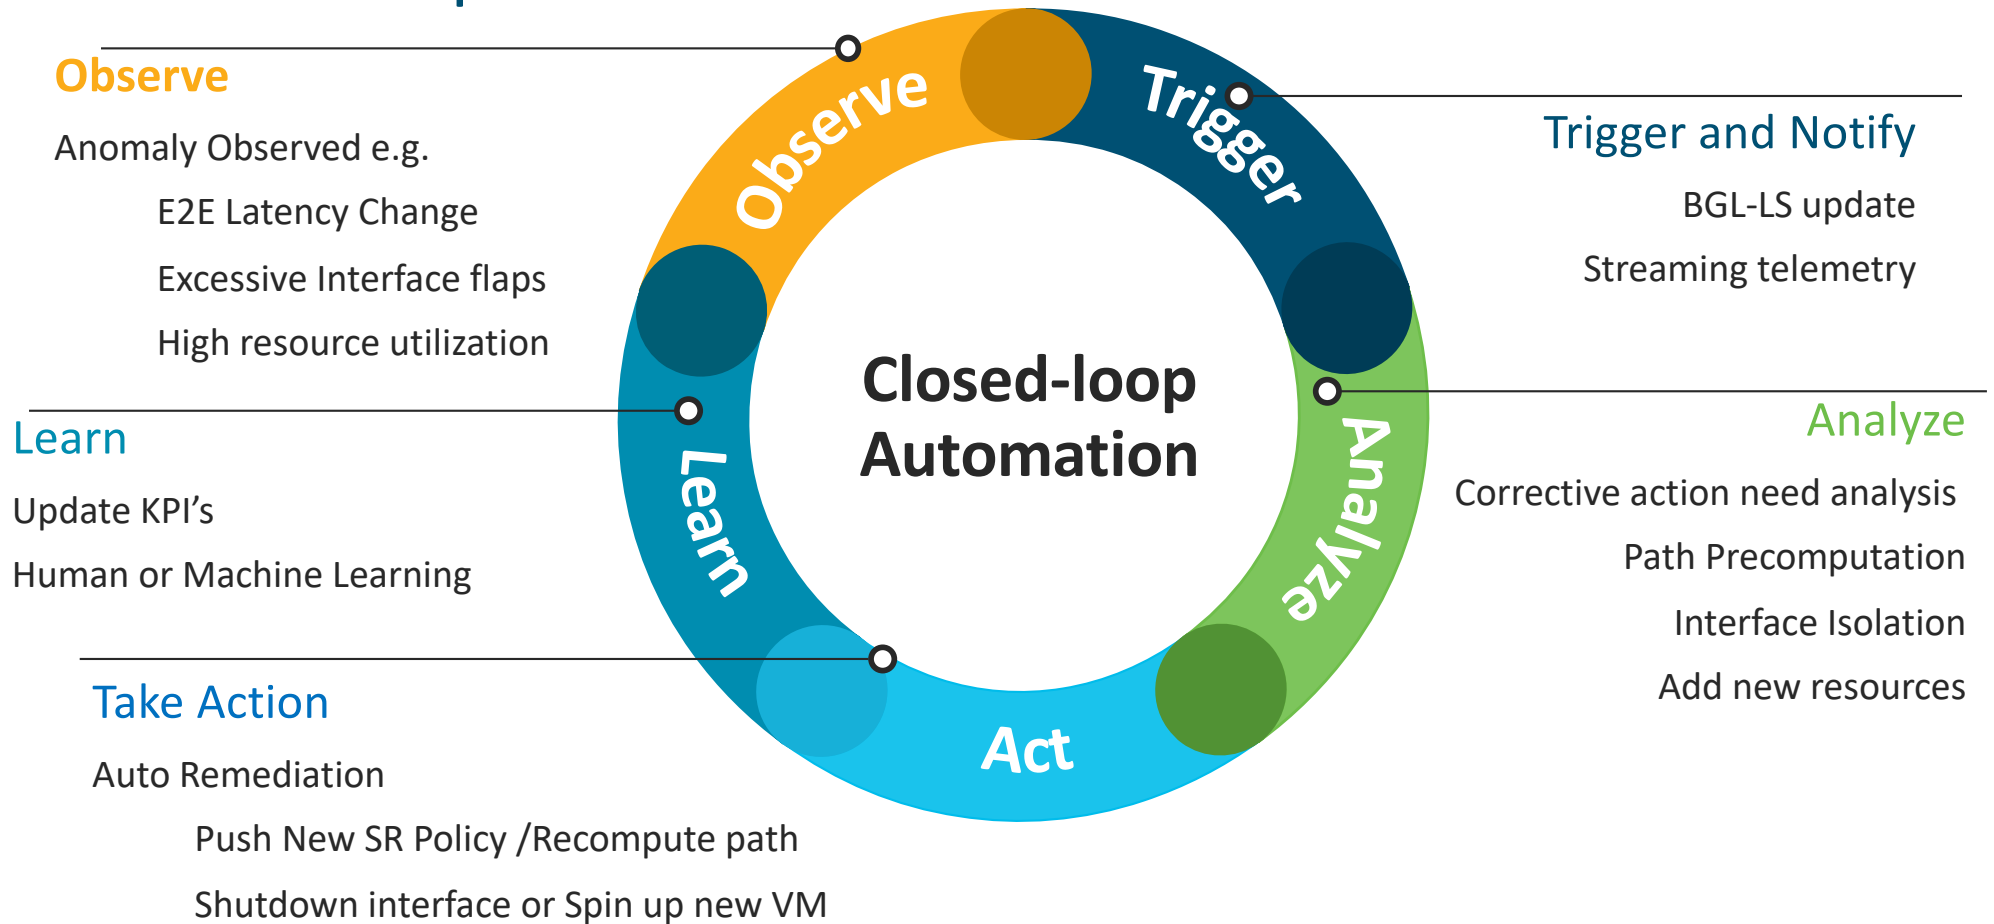 Observe
Anomaly Observed e.g.
E2E Latency Change
Excessive Interface flaps
High resource utilization
Learn
Update KPI’s
Human or Machine Learning
Take Action
Auto Remediation
Push New SR Policy /Recompute path
Shutdown interface or Spin up new VM
Observe
Trigger
Analyze
Act
Learn
Closed-loop
Automation
Trigger and Notify
BGL-LS update
Streaming telemetry
Analyze
Corrective action need analysis
Path Precomputation
Interface Isolation
Add new resources